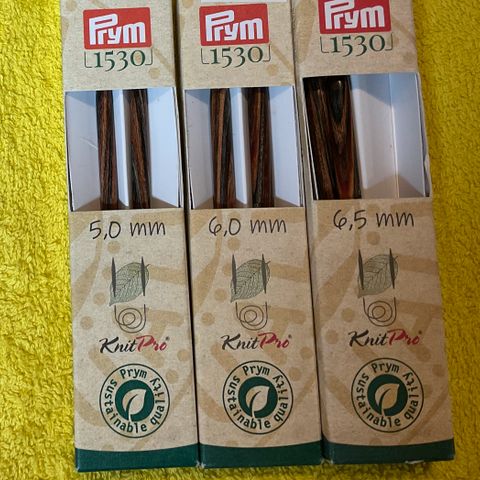 Prym
1530
5,0 mm
KnitPro®
Prym
sustainable quality
Prym
1530
6,0 mm
KnitPro®
Prym
sustainable quality
Prym
1530
6,5 mm
KnitPro®
Prym
sustainable quality